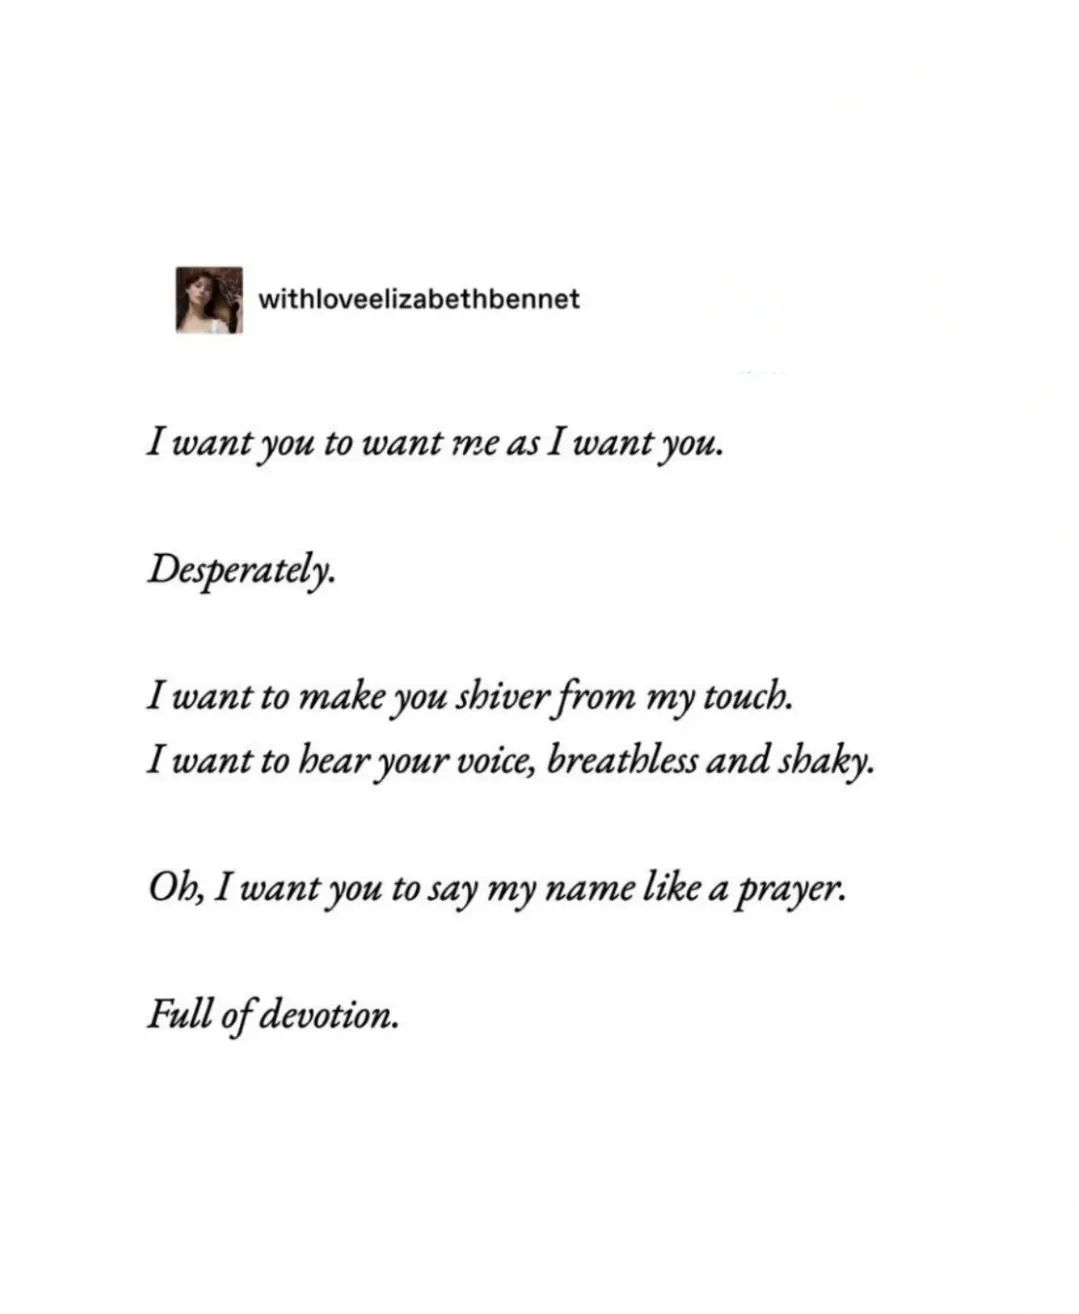 withloveelizabethbennet
I want you to want me as I want you.
Desperately.
I want to make you shiver from my touch.
I want to hear your voice, breathless and shaky.
Oh, I want you to say my name like a prayer.
Full of devotion.